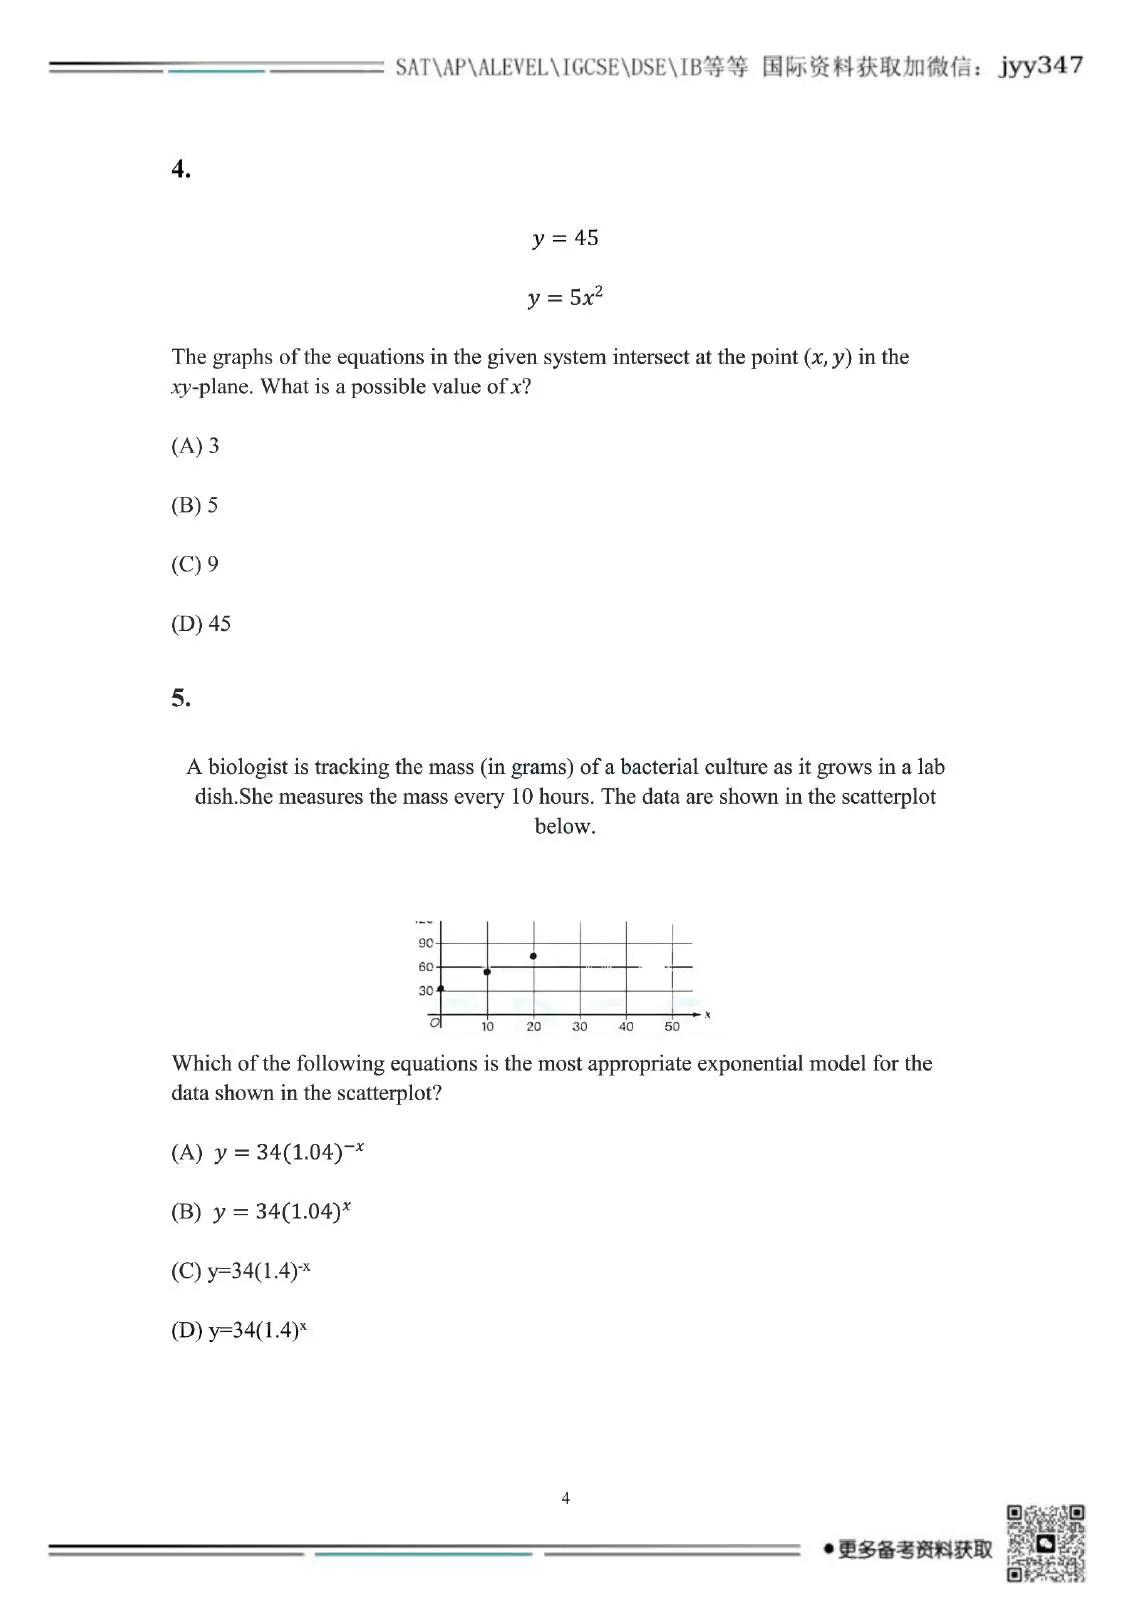 SAT\AP\ALEVEL\IGCSE\DSE\IB等等 国际资料获取加微信：jyy347
4.
y = 45
y = 5x²
The graphs of the equations in the given system intersect at the point (x, y) in the
xy-plane. What is a possible value of x?
(A) 3
(B) 5
(C) 9
(D) 45
5.
A biologist is tracking the mass (in grams) of a bacterial culture as it grows in a lab
dish.She measures the mass every 10 hours. The data are shown in the scatterplot
below.
90
60
30
O 10 20 30 40 50 x
Which of the following equations is the most appropriate exponential model for the
data shown in the scatterplot?
(A) y = 34(1.04)⁻ˣ
(B) y = 34(1.04)ˣ
(C) y=34(1.4)⁻ˣ
(D) y=34(1.4)ˣ
4
●更多备考资料获取